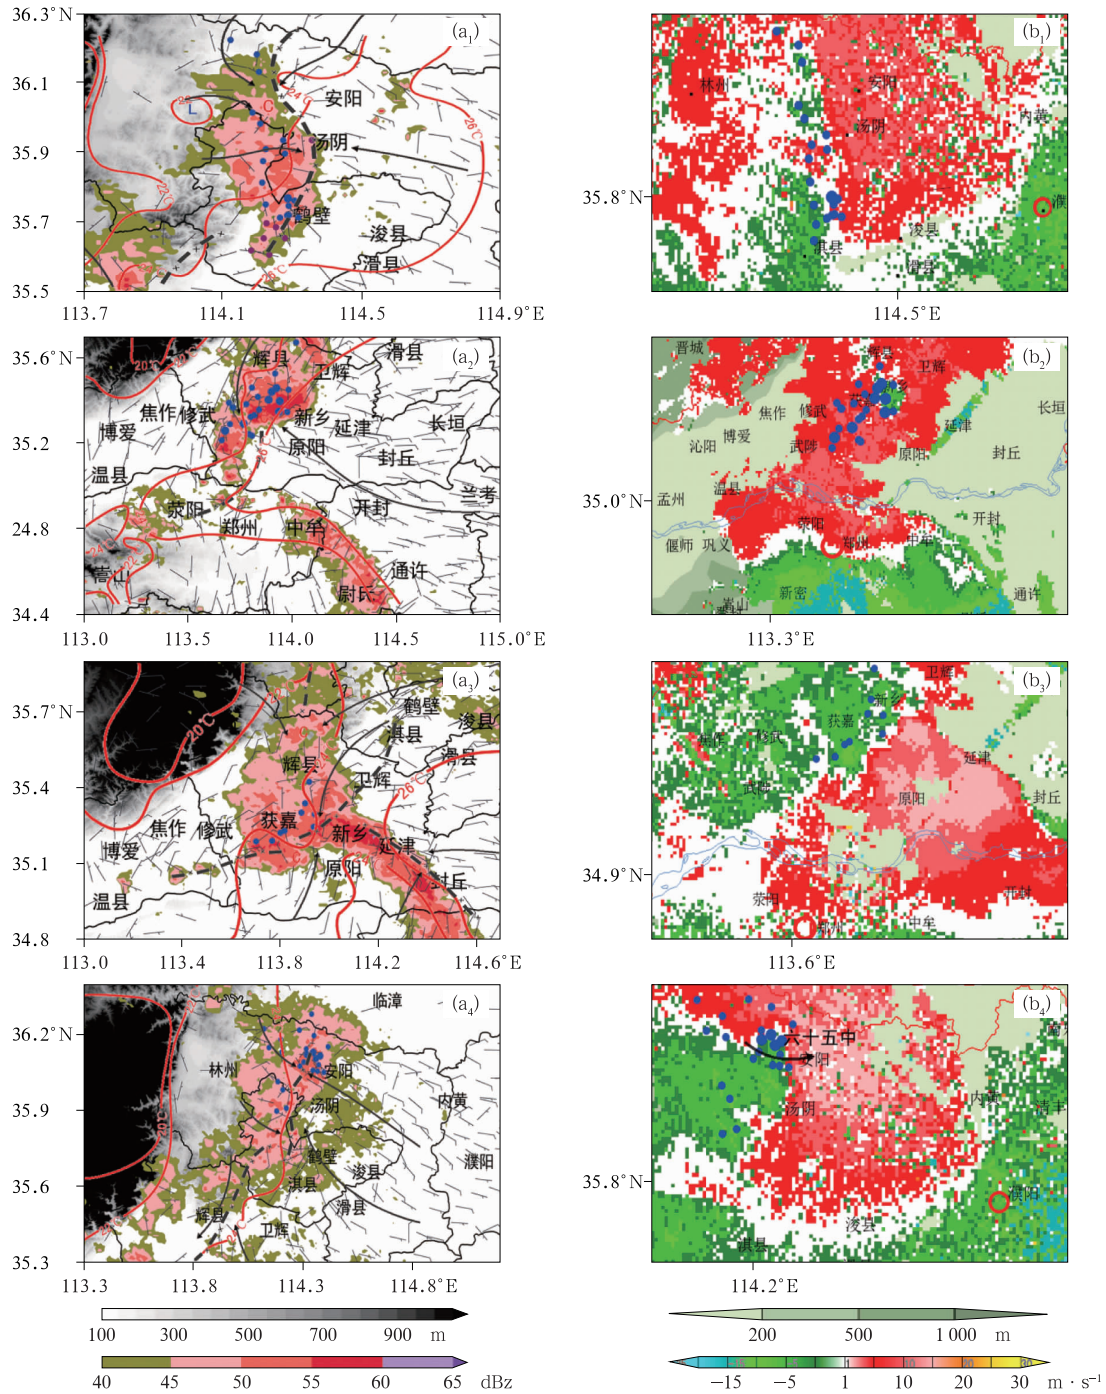 36.3°N
36.1
35.9
35.7
35.5
113.7
114.1
114.5
114.9°E
(a₁)
安阳
汤阴
鹤壁
浚县
滑县
24℃
26℃
22℃
26℃
L
C
(b₁)
林州
安阳
汤阴
内黄
濮
浚县
淇县
滑县
35.8°N
114.5°E
35.6°N
35.2
24.8
34.4
113.0
113.5
114.0
114.5
115.0°E
(a₂)
20℃
辉县
滑县
卫辉
焦作
修武
博爱
新乡
延津
长垣
原阳
封丘
温县
兰考
荥阳
郑州
中牟
开封
嵩山
通许
尉氏
(b₂)
晋城
辉县
卫辉
焦作
修武
获嘉
新乡
长垣
沁阳
博爱
武陟
延津
原阳
封丘
孟州
温县
35.0°N
荥阳
开封
偃师
巩义
郑州
中牟
新密
通许
嵩山
113.3°E
35.7°N
35.4
35.1
34.8
113.0
113.4
113.8
114.2
114.6°E
(a₃)
20℃
鹤壁
浚县
淇县
滑县
辉县
卫辉
26℃
焦作
修武
获嘉
新乡
博爱
延津
原阳
封丘
温县
(b₃)
卫辉
新乡
获嘉
焦作
修武
延津
武陟
原阳
封丘
34.9°N
荥阳
开封
郑州
中牟
113.6°E
36.2°N
35.9
35.6
35.3
113.3
113.8
114.3
114.8°E
(a₄)
临漳
林州
安阳
汤阴
内黄
20℃
鹤壁
浚县
濮阳
淇县
滑县
辉县
卫辉
24℃
(b₄)
六十五中
安阳
汤阴
内黄
清丰
35.8°N
濮阳
浚县
淇县
114.2°E
100 300 500 700 900 m
40 45 50 55 60 65 dBz
200 500 1 000 m
−15 −5 1 10 20 30 m · s⁻¹